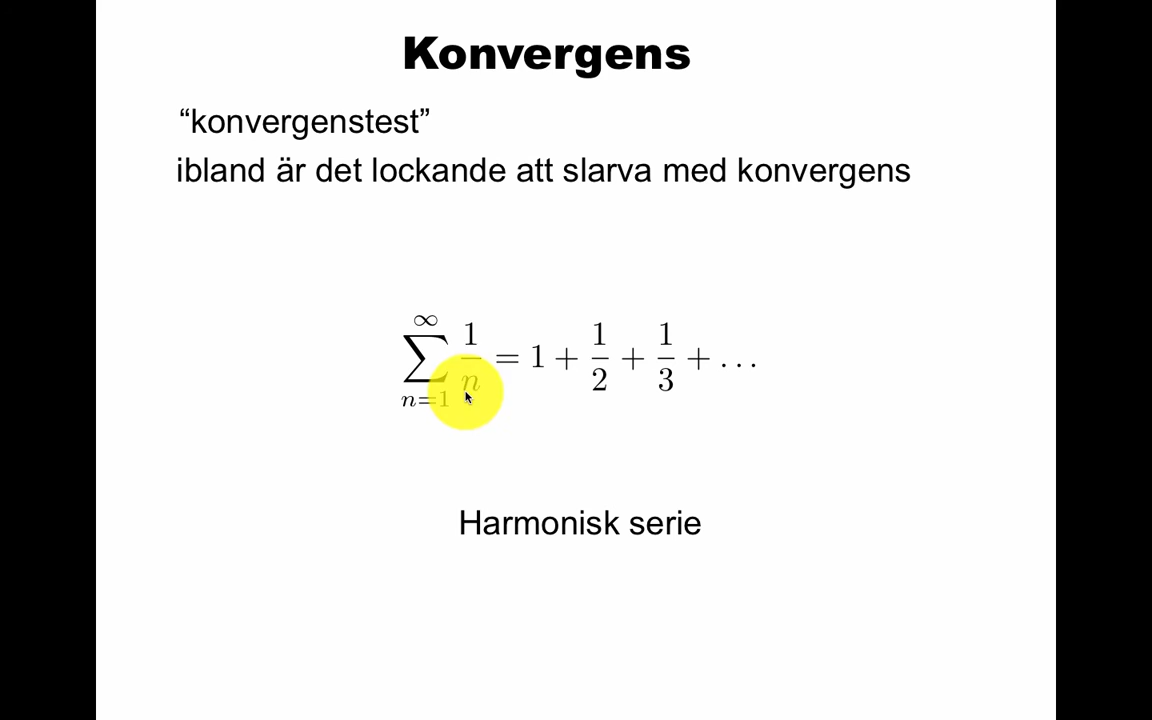 Konvergens
“konvergenstest”
ibland är det lockande att slarva med konvergens
∑_{n=1}^{∞} 1/n = 1 + 1/2 + 1/3 + …
Harmonisk serie